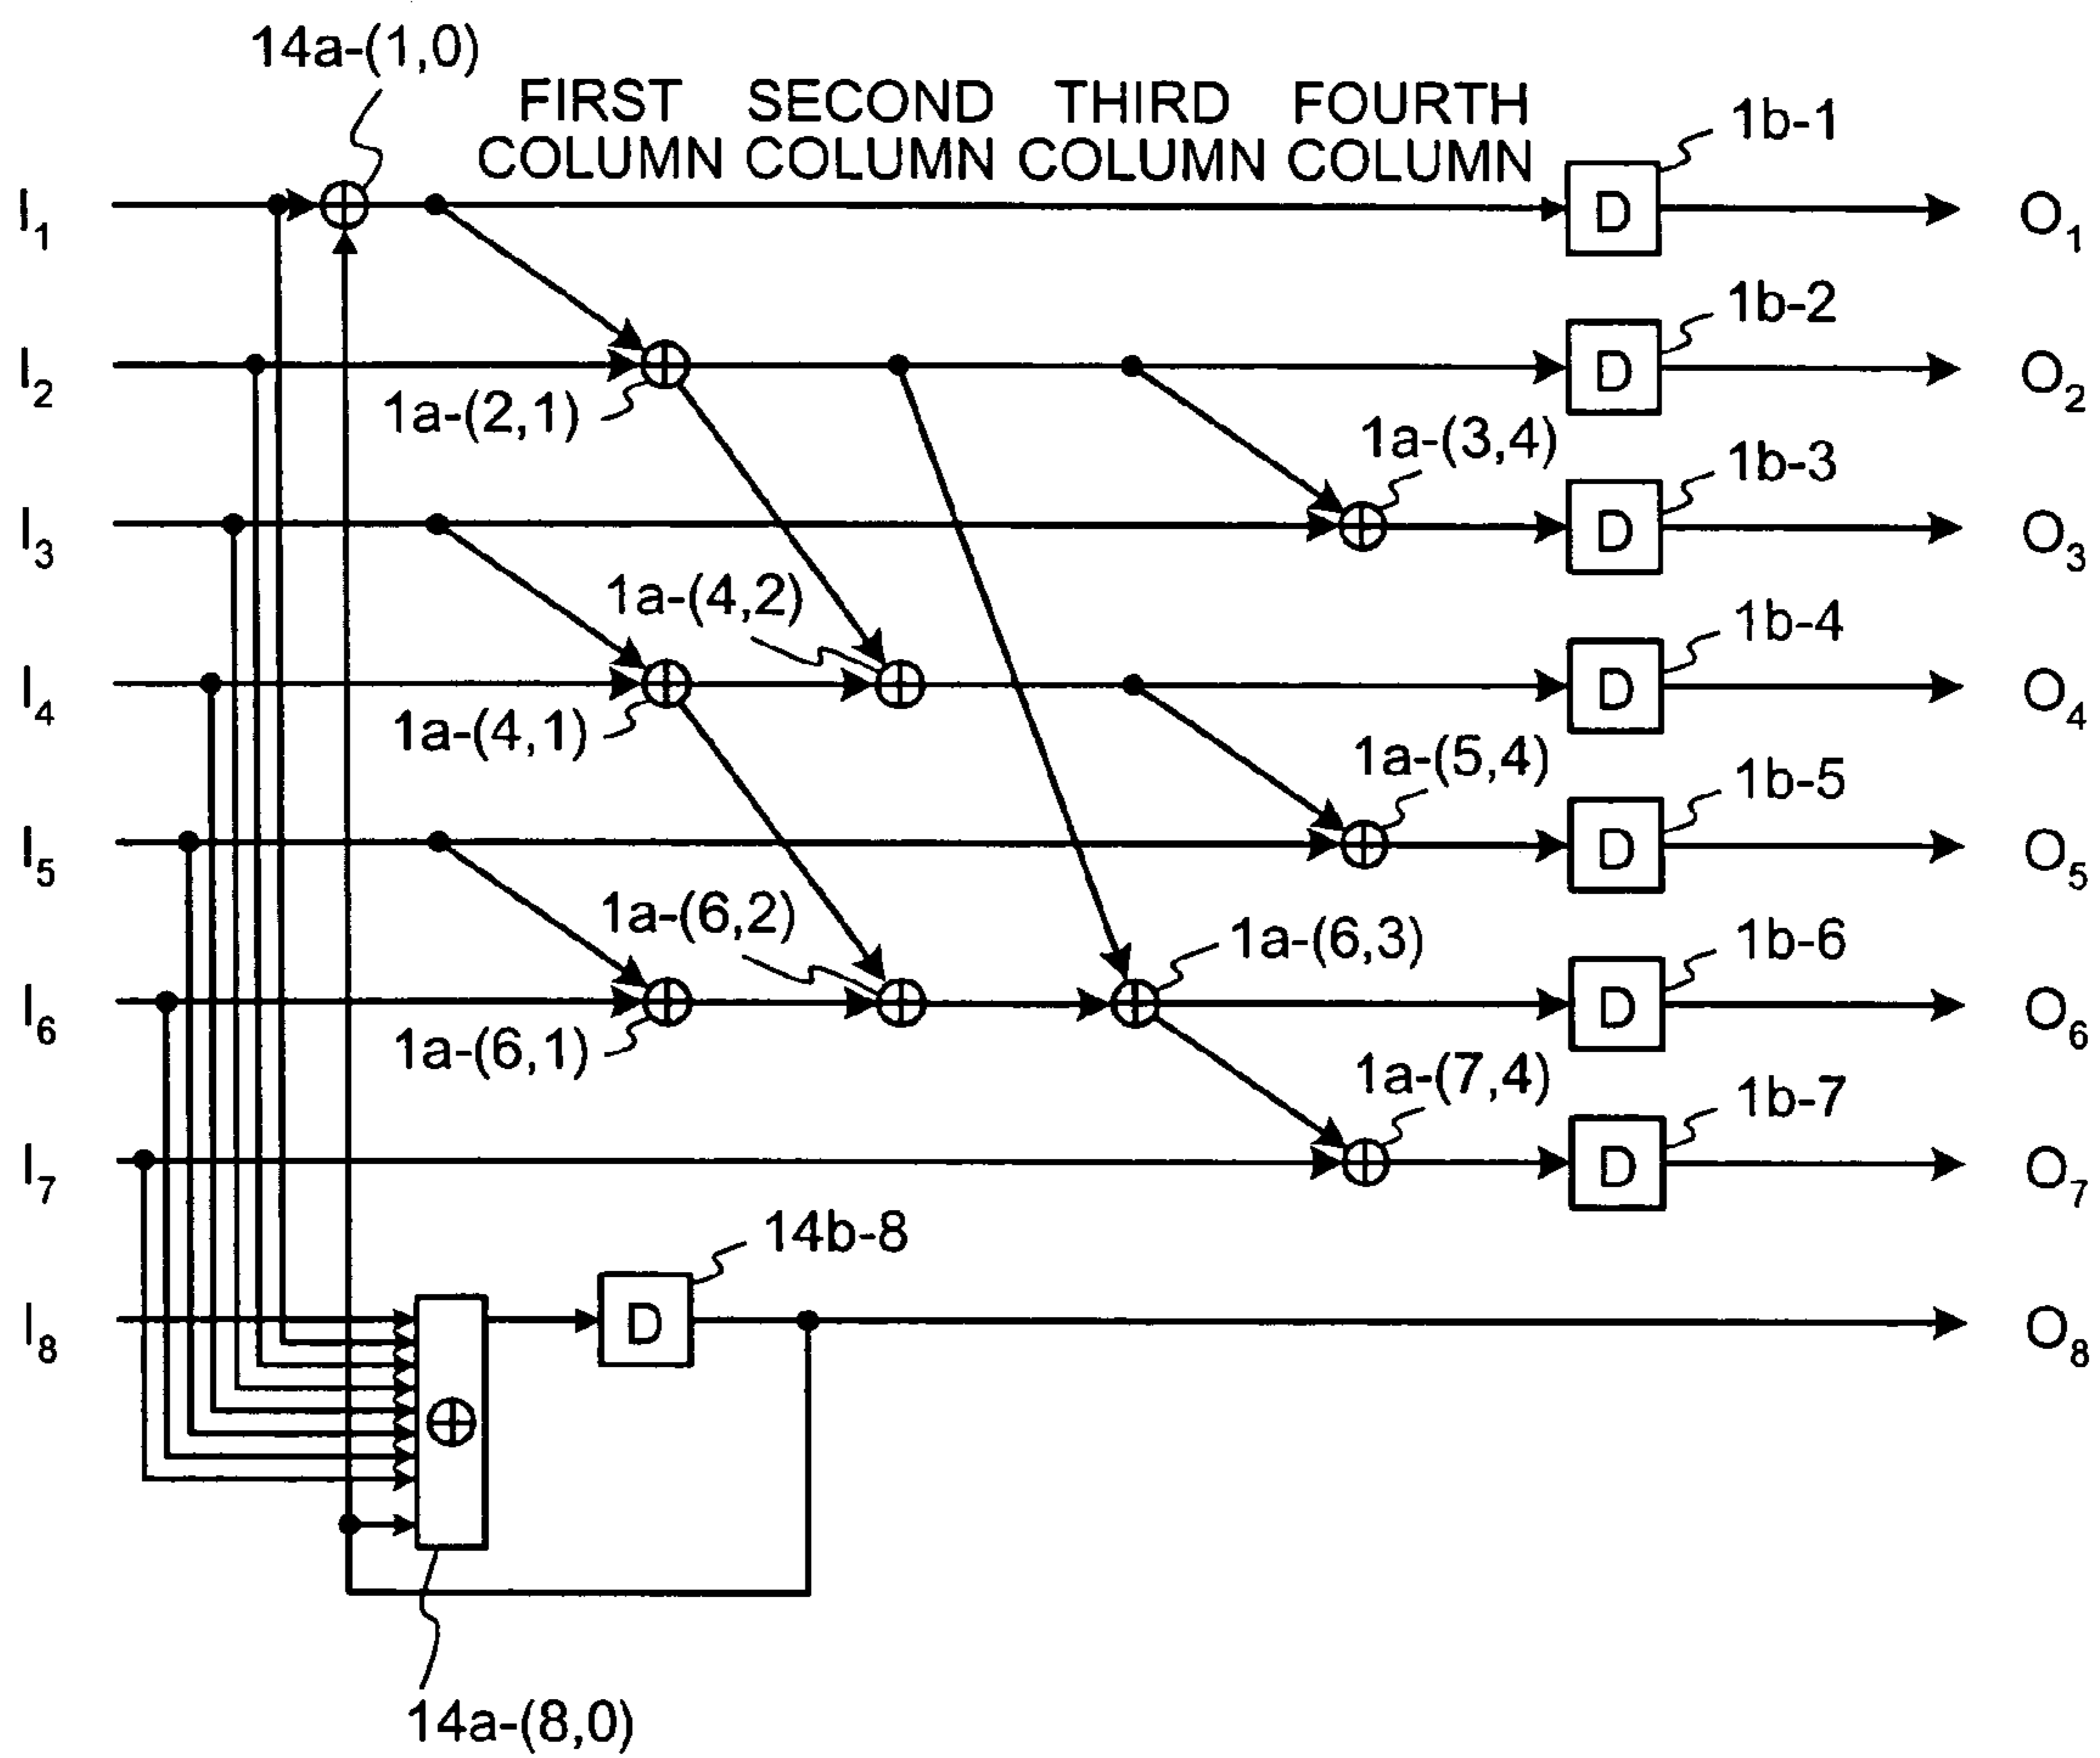 14a-(1,0)
FIRST SECOND THIRD FOURTH
COLUMN COLUMN COLUMN COLUMN
1b-1
I1 D O1
1b-2
I2 D O2
1a-(2,1)
1a-(3,4)
1b-3
I3 D O3
1a-(4,2)
1b-4
I4 D O4
1a-(4,1)
1a-(5,4)
1b-5
I5 D O5
1a-(6,2)
1a-(6,3)
1b-6
I6 D O6
1a-(6,1)
1a-(7,4)
1b-7
I7 D O7
14b-8
I8 D O8
14a-(8,0)